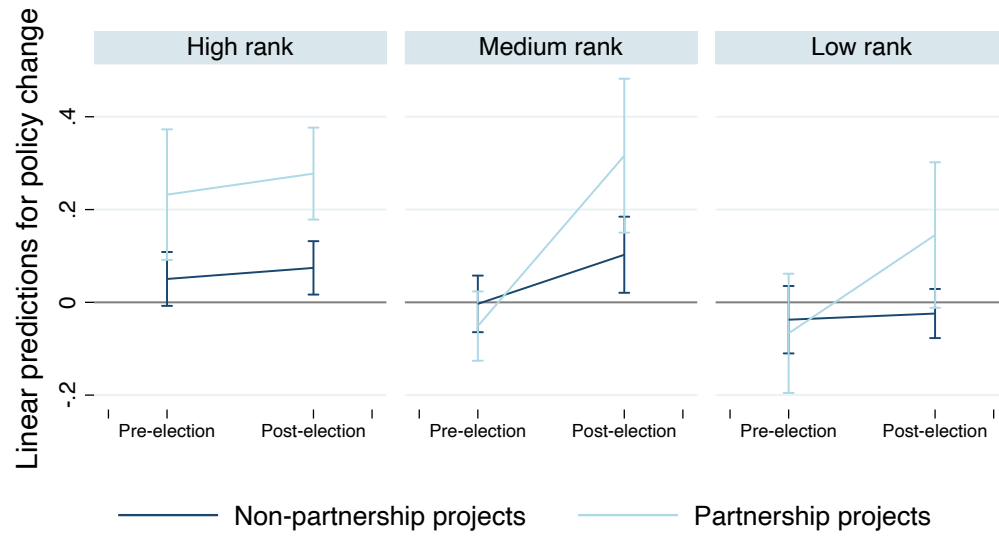 Linear predictions for policy change
High rank
Medium rank
Low rank
.4
.2
0
-.2
Pre-election
Post-election
Pre-election
Post-election
Pre-election
Post-election
Non-partnership projects
Partnership projects